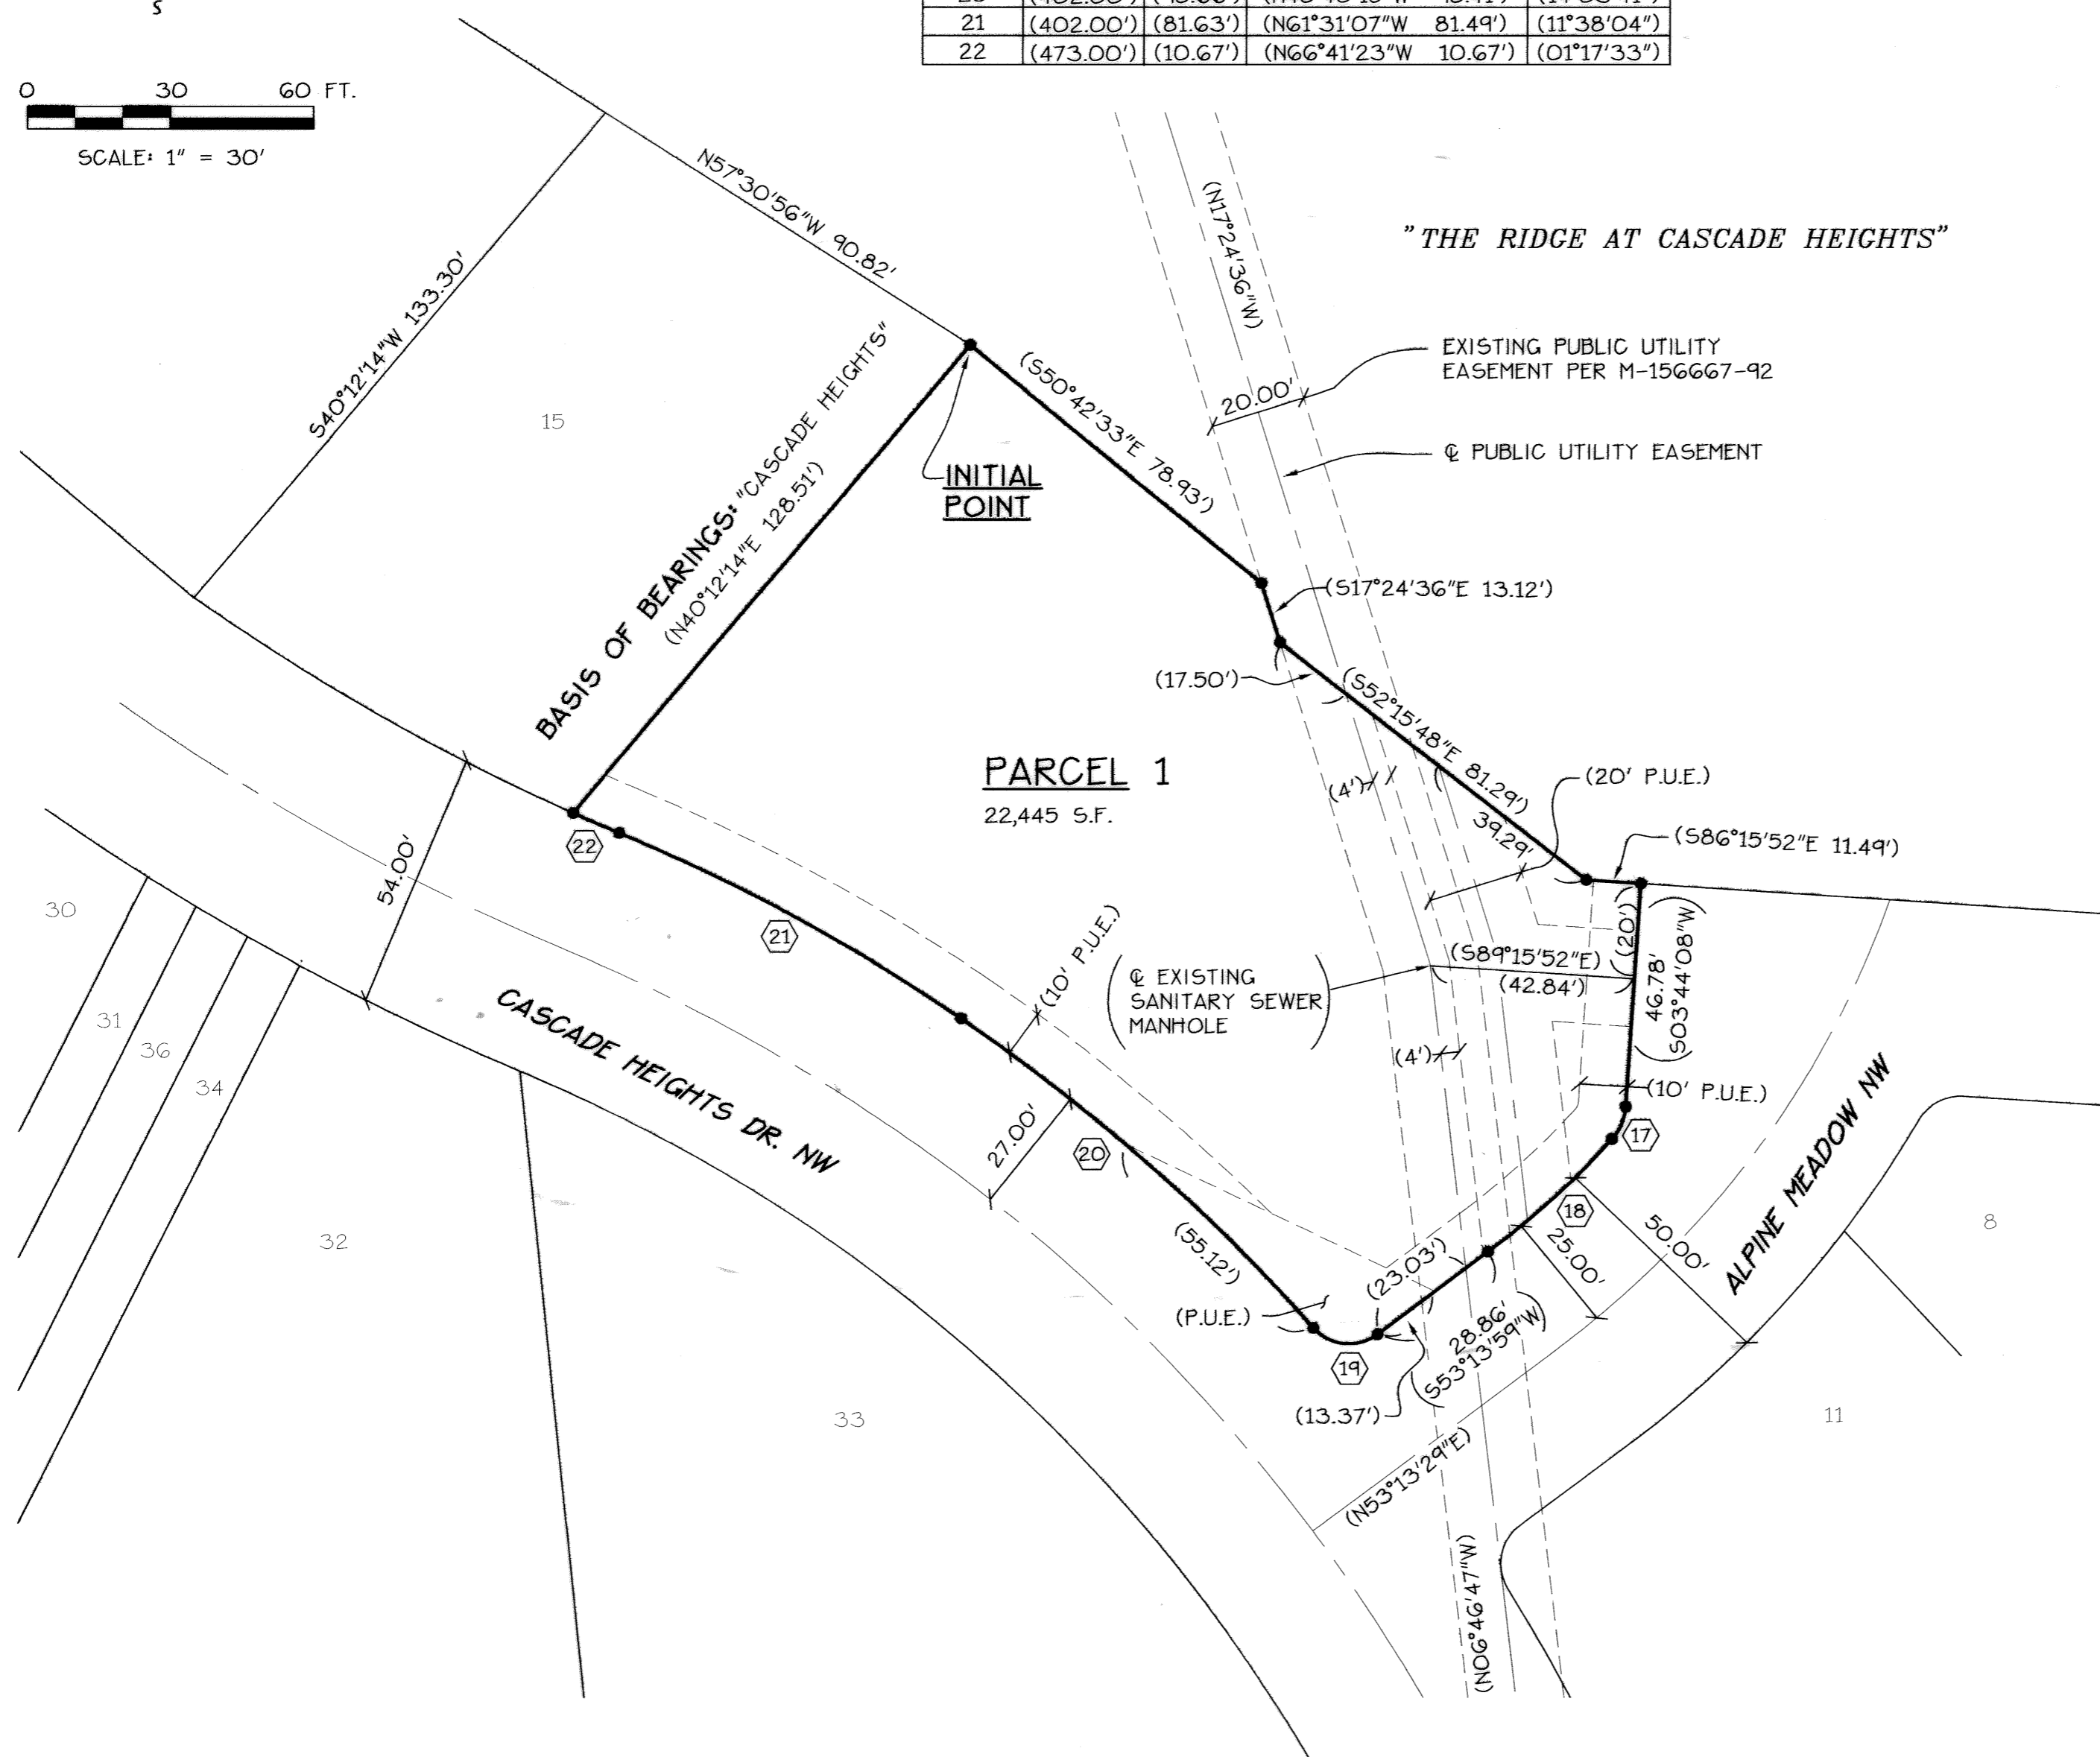 S
21 (402.00') (81.63') (N61°31'07"W 81.49') (11°38'04")
22 (473.00') (10.67') (N66°41'23"W 10.67') (01°17'33")
0 30 60 FT.
SCALE: 1" = 30'
N57°30'56"W 90.82'
S40°12'14"W 133.30'
15
(N17°24'36"W)
"THE RIDGE AT CASCADE HEIGHTS"
EXISTING PUBLIC UTILITY
EASEMENT PER M-156667-92
20.00'
℄ PUBLIC UTILITY EASEMENT
(S50°42'33"E 78.93')
INITIAL
POINT
BASIS OF BEARINGS: "CASCADE HEIGHTS"
(N40°12'14"E 128.51')
(S17°24'36"E 13.12')
(17.50')
(S52°15'48"E 81.29')
39.29'
(4')
(20' P.U.E.)
(S86°15'52"E 11.49')
PARCEL 1
22,445 S.F.
22
54.00'
21
(10' P.U.E.)
(℄ EXISTING
SANITARY SEWER
MANHOLE)
(S89°15'52"E)
(42.84')
(20')
46.78'
(S03°44'08"W)
(4')
(10' P.U.E.)
17
30
31
36
34
CASCADE HEIGHTS DR. NW
27.00'
20
(55.12')
(P.U.E.)
19
(23.03')
18
25.00'
50.00'
ALPINE MEADOW NW
8
28.86'
(S53°13'59"W)
(13.37')
(N53°13'29"E)
(N06°46'47"W)
32
33
11